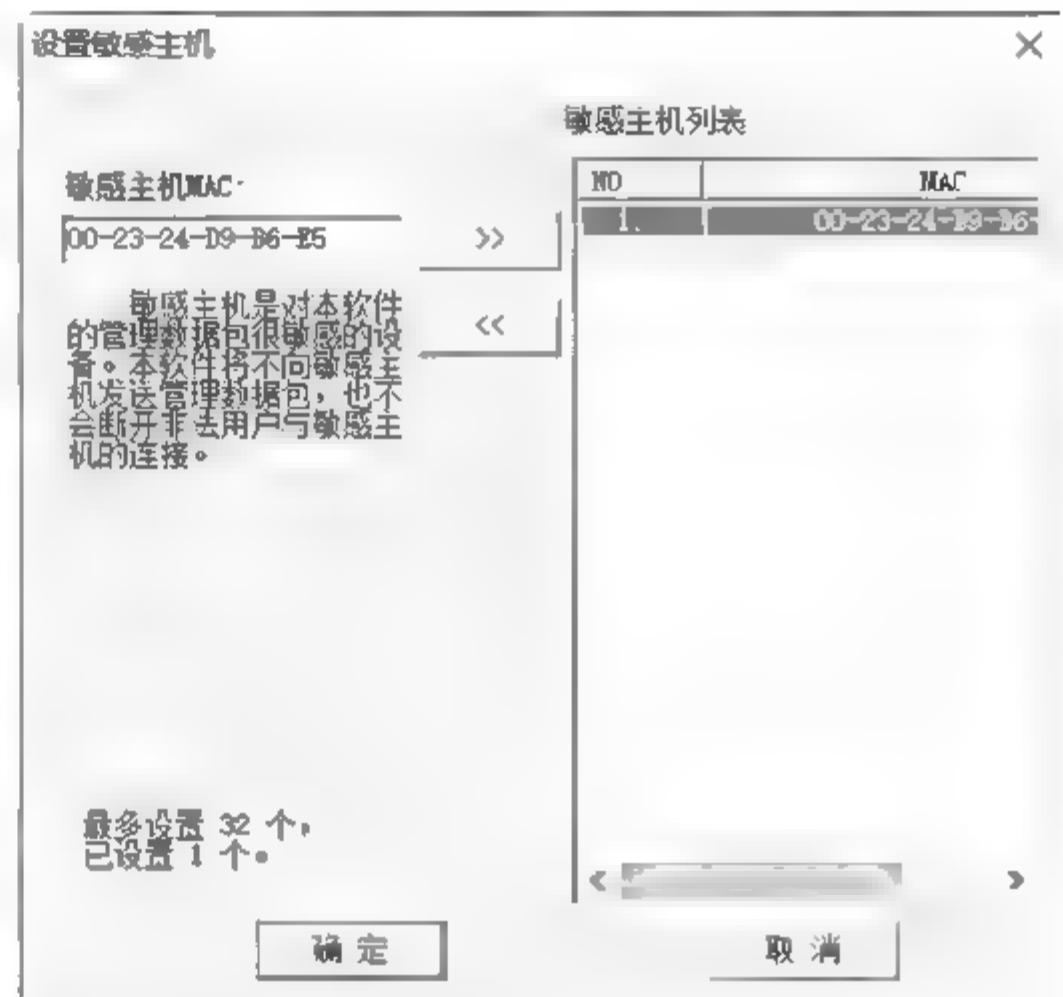 设置敏感主机
敏感主机列表
敏感主机MAC:
NO MAC
00-23-24-D9-B6-E5
>>
1. 00-23-24-D9-B6-
敏感主机是对本软件
的管理数据包很敏感的设
备。本软件将不向敏感主
机发送管理数据包，也不
会断开非法用户与敏感主
机的连接。
<<
最多设置 32 个，
已设置 1 个。
确定
取消